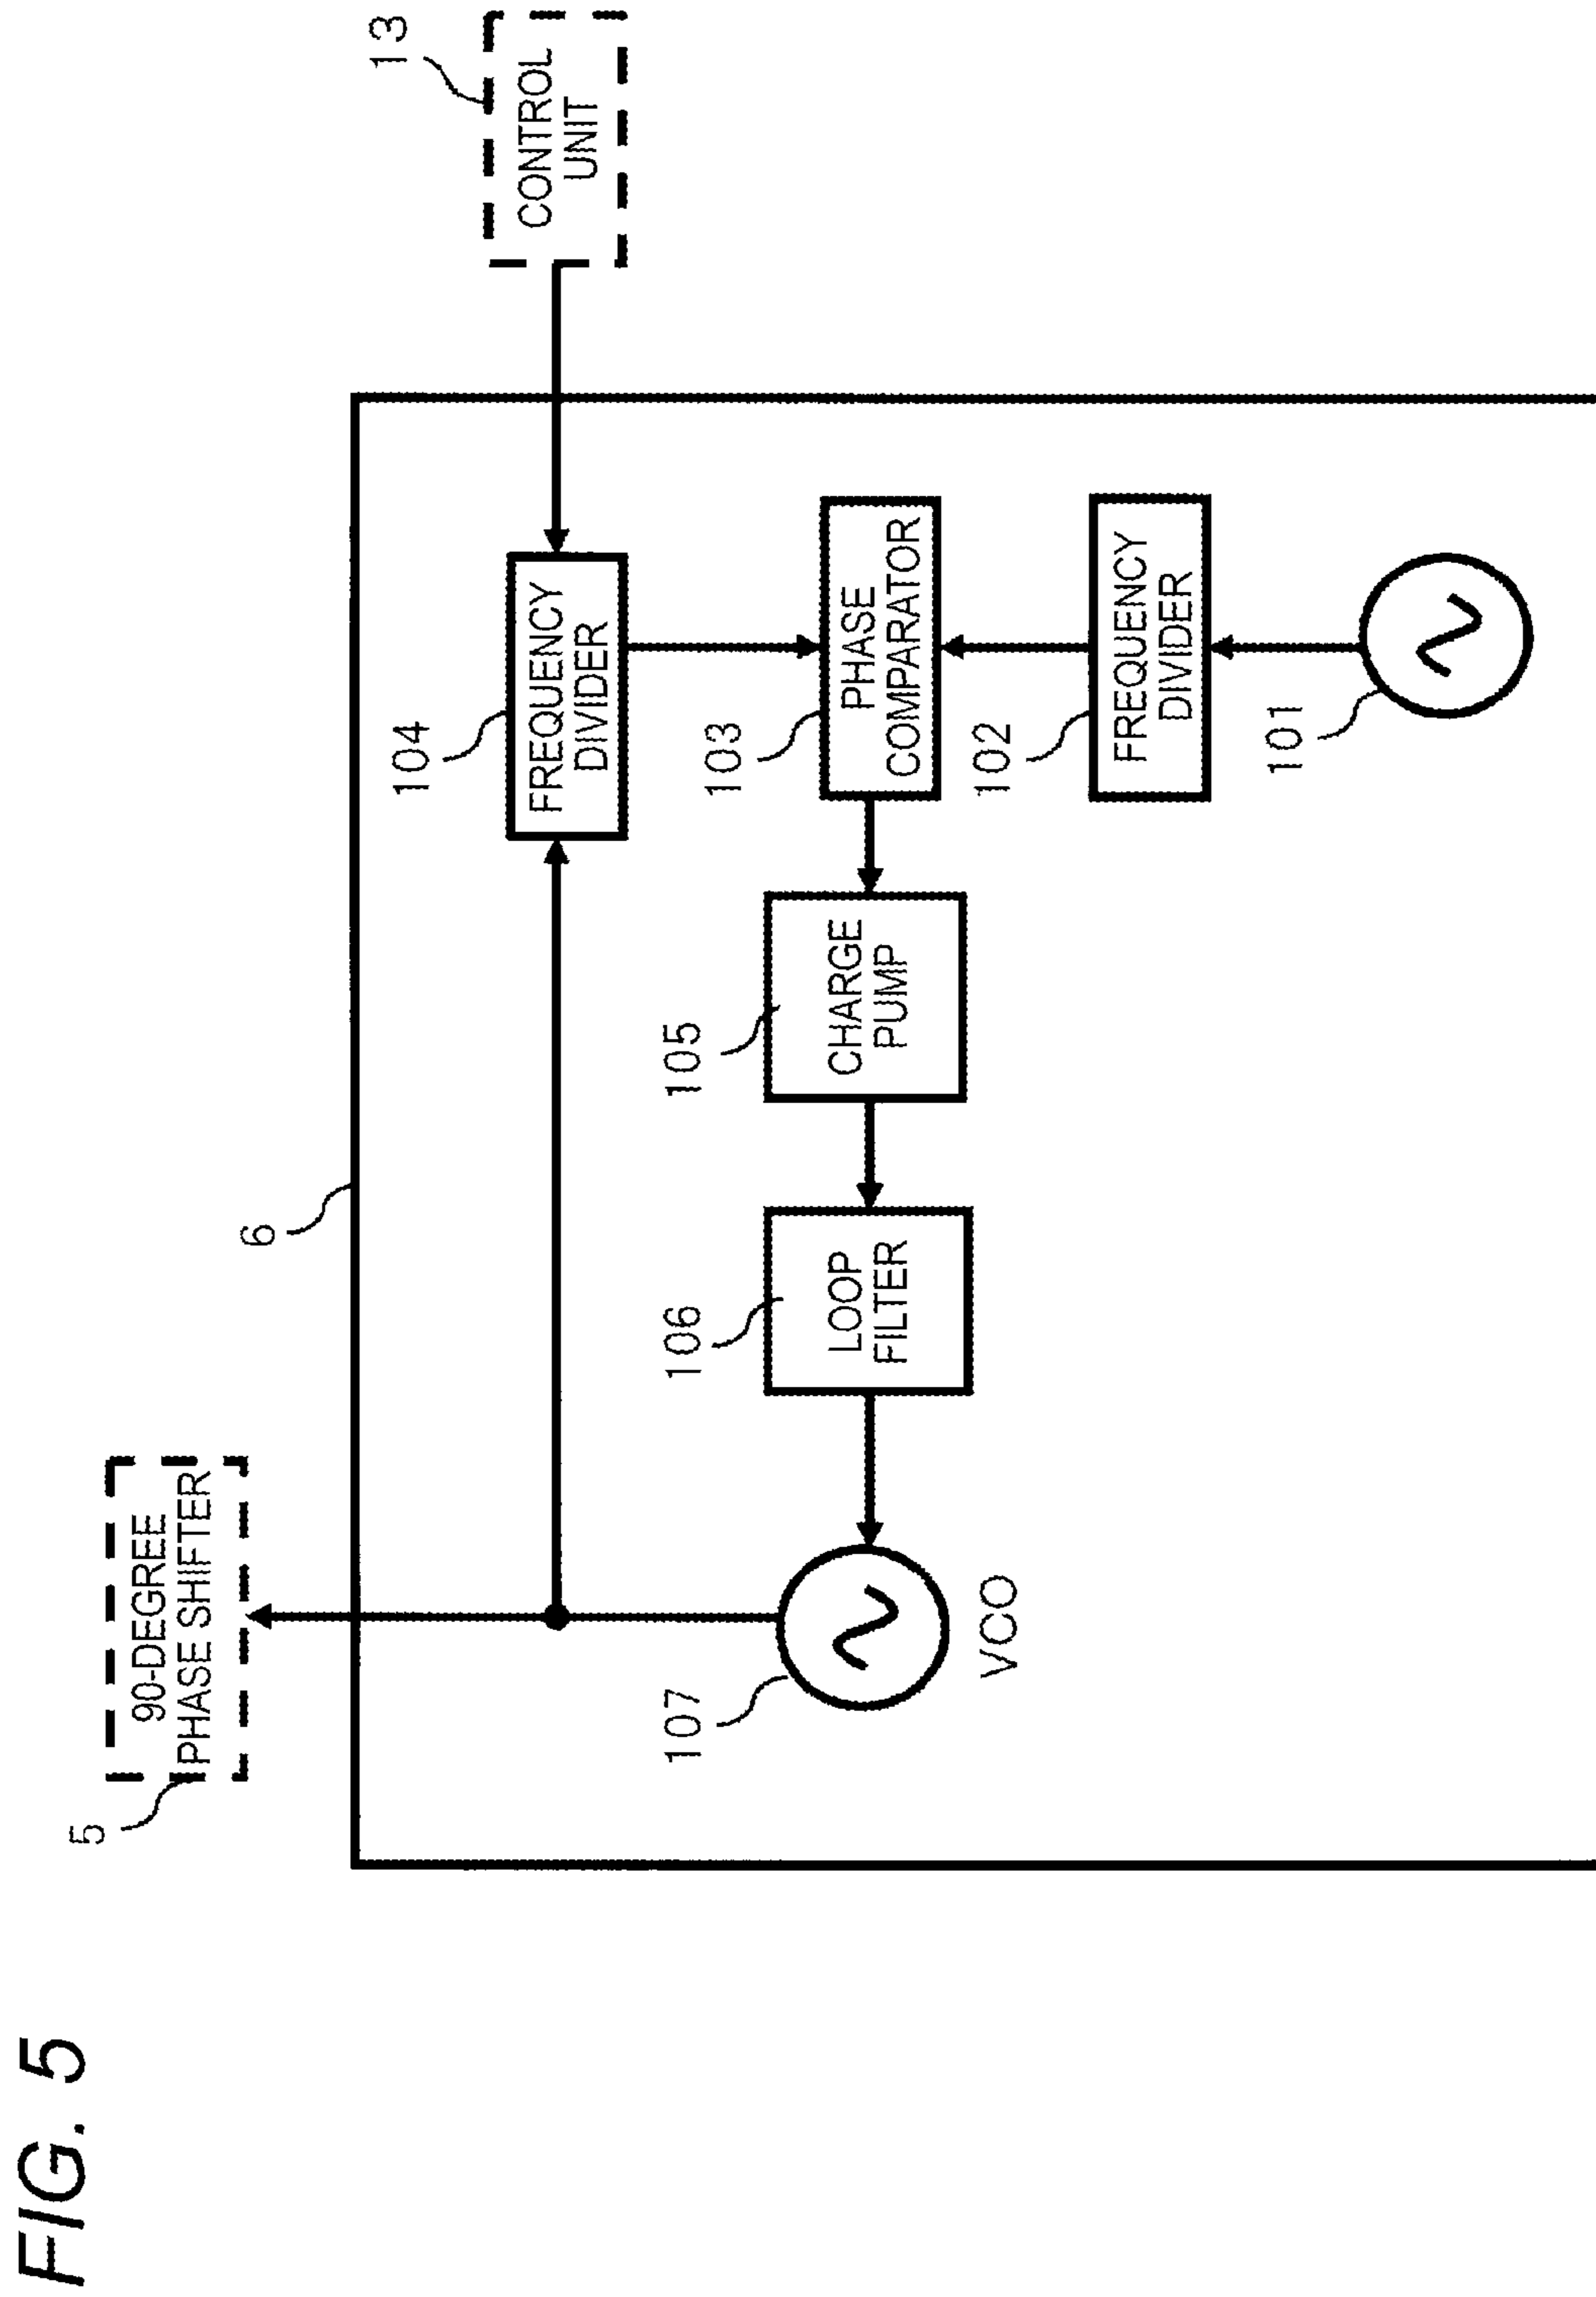 FIG. 5
5
90-DEGREE
PHASE SHIFTER
6
13
CONTROL
UNIT
104
FREQUENCY
DIVIDER
107
VCO
106
LOOP
FILTER
105
CHARGE
PUMP
103
PHASE
COMPARATOR
102
FREQUENCY
DIVIDER
101